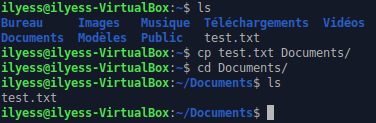 ilyess@ilyess-VirtualBox:~$ ls
Bureau     Images   Musique  Téléchargements  Vidéos
Documents  Modèles  Public   test.txt
ilyess@ilyess-VirtualBox:~$ cp test.txt Documents/
ilyess@ilyess-VirtualBox:~$ cd Documents/
ilyess@ilyess-VirtualBox:~/Documents$ ls
test.txt
ilyess@ilyess-VirtualBox:~/Documents$